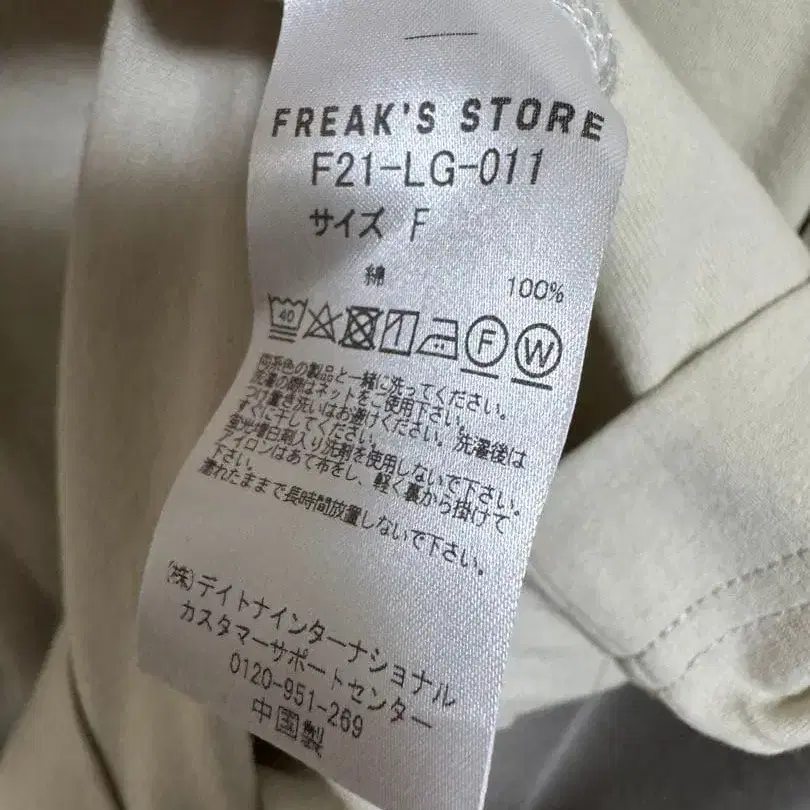 FREAK'S STORE
F21-LG-011
サイズ F
綿 100%
40 F W
同系色の製品と一緒に洗ってください。
洗濯の際はネットをご使用下さい。
つけ置き洗いはお避けください。洗濯後は
すぐに干してください。
蛍光増白剤入り洗剤を使用しないで下さい。
アイロンはあて布をし、軽く裏から掛けて
下さい。
濡れたままで長時間放置しないで下さい。
(株)デイトナインターナショナル
カスタマーサポートセンター
0120-951-269
中国製